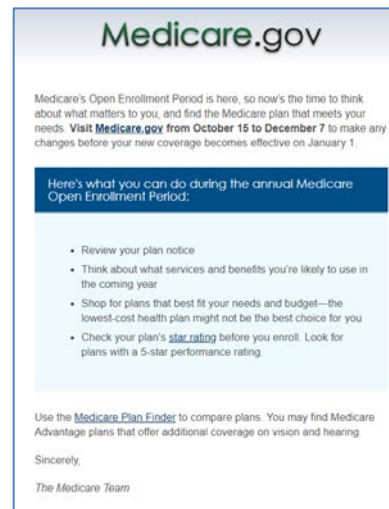 Medicare.gov
Medicare's Open Enrollment Period is here, so now's the time to think
about what matters to you, and find the Medicare plan that meets your
needs. Visit Medicare.gov from October 15 to December 7 to make any
changes before your new coverage becomes effective on January 1.
Here's what you can do during the annual Medicare
Open Enrollment Period:
• Review your plan notice
• Think about what services and benefits you're likely to use in
the coming year
• Shop for plans that best fit your needs and budget—the
lowest-cost health plan might not be the best choice for you
• Check your plan's star rating before you enroll. Look for
plans with a 5-star performance rating.
Use the Medicare Plan Finder to compare plans. You may find Medicare
Advantage plans that offer additional coverage on vision and hearing.
Sincerely,
The Medicare Team